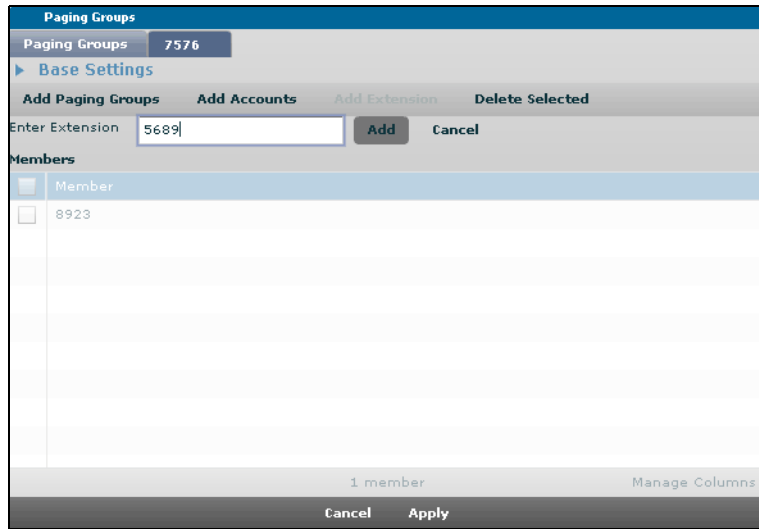 Paging Groups
Paging Groups 7576
Base Settings
Add Paging Groups Add Accounts Add Extension Delete Selected
Enter Extension 5689 Add Cancel
Members
Member
8923
1 member Manage Columns
Cancel Apply